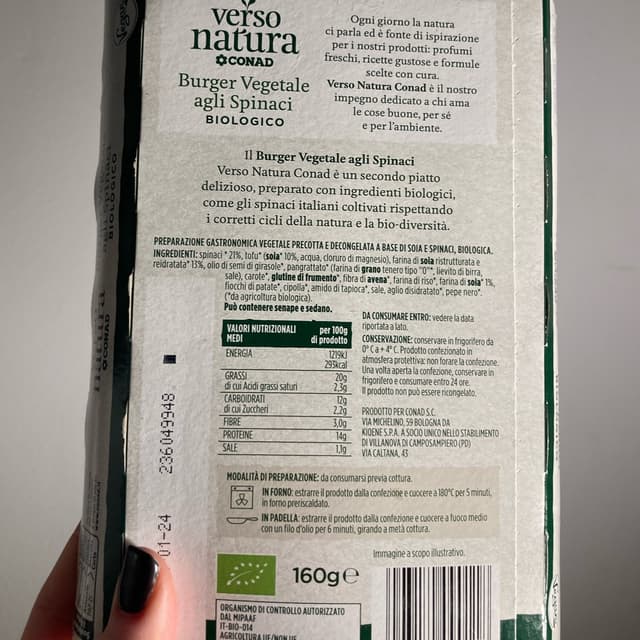 verso
natura
CONAD
Burger Vegetale
agli Spinaci
BIOLOGICO
Ogni giorno la natura
ci parla ed è fonte di ispirazione
per i nostri prodotti: profumi
freschi, ricette gustose e formule
scelte con cura.
Verso Natura Conad è il nostro
impegno dedicato a chi ama
le cose buone, per sé
e per l'ambiente.
Il Burger Vegetale agli Spinaci
Verso Natura Conad è un secondo piatto
delizioso, preparato con ingredienti biologici,
come gli spinaci italiani coltivati rispettando
i corretti cicli della natura e la bio-diversità.
PREPARAZIONE GASTRONOMICA VEGETALE PRECOTTA E DECONGELATA A BASE DI SOIA E SPINACI, BIOLOGICA.
INGREDIENTI: spinaci * 21%, tofu* (soia* 10%, acqua, cloruro di magnesio), farina di soia ristrutturata e
reidratata* 13%, olio di semi di girasole*, pangrattato* (farina di grano tenero tipo "0"*, lievito di birra,
sale), carote*, glutine di frumento*, fibra di avena*, farina di riso*, farina di soia* 1%,
fiocchi di patate*, cipolla*, amido di tapioca*, sale, aglio disidratato*, pepe nero*.
(*da agricoltura biologica).
Può contenere senape e sedano.
VALORI NUTRIZIONALI MEDI per 100g di prodotto
ENERGIA 1219kJ
293kcal
GRASSI 20g
di cui Acidi grassi saturi 2,3g
CARBOIDRATI 12g
di cui Zuccheri 2,2g
FIBRE 3,0g
PROTEINE 14g
SALE 1,1g
DA CONSUMARE ENTRO: vedere la data
riportata a lato.
CONSERVAZIONE: conservare in frigorifero da
0° C a + 4° C. Prodotto confezionato in
atmosfera protettiva: non forare la confezione.
Una volta aperta la confezione, conservare in
frigorifero e consumare entro 24 ore.
Il prodotto non può essere ricongelato.
PRODOTTO PER CONAD S.C.
VIA MICHELINO, 59 BOLOGNA DA
KIOENE S.P.A. A SOCIO UNICO NELLO STABILIMENTO
DI VILLANOVA DI CAMPOSAMPIERO (PD)
VIA CALTANA, 43
MODALITÀ DI PREPARAZIONE: da consumarsi previa cottura.
IN FORNO: estrarre il prodotto dalla confezione e cuocere a 180°C per 5 minuti,
in forno preriscaldato.
IN PADELLA: estrarre il prodotto dalla confezione e cuocere a fuoco medio
con un filo d'olio per 6 minuti, girando a metà cottura.
Immagine a scopo illustrativo.
160g e
ORGANISMO DI CONTROLLO AUTORIZZATO
DAL MIPAAF
IT-BIO-014
AGRICOLTURA UE/NON UE
01-24 236049948
BIOLOGICO
CONAD